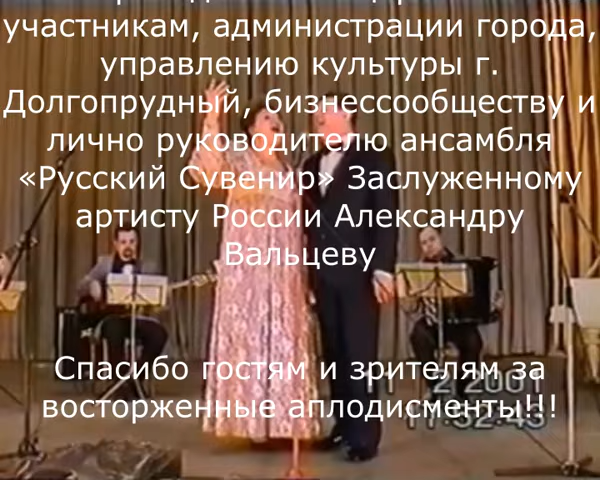 участникам, администрации города,
управлению культуры г.
Долгопрудный, бизнессообществу и
лично руководителю ансамбля
«Русский Сувенир» Заслуженному
артисту России Александру
Вальцеву
Спасибо гостям и зрителям за
восторженные аплодисменты!!!